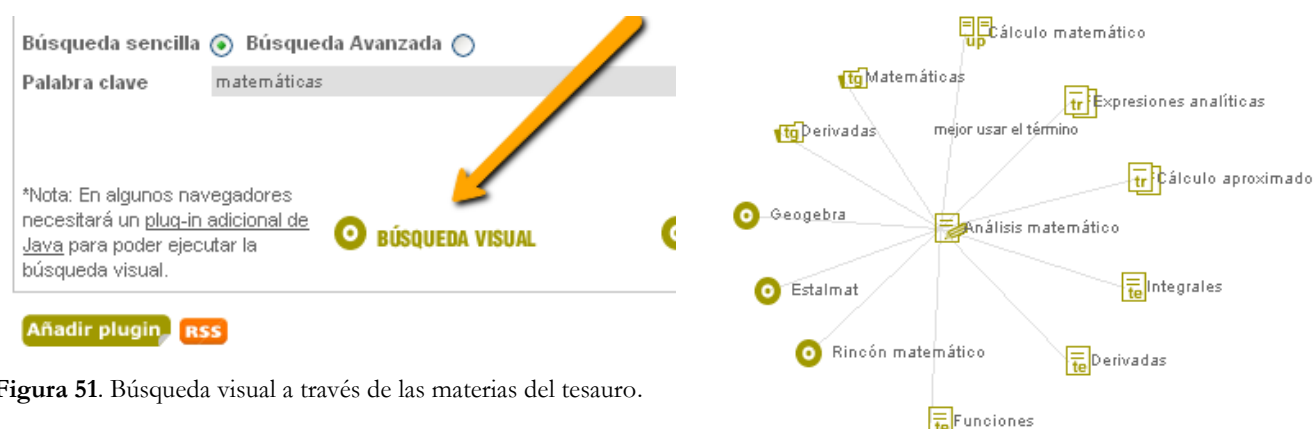 Búsqueda sencilla Búsqueda Avanzada
Palabra clave matemáticas
*Nota: En algunos navegadores
necesitará un plug-in adicional de
Java para poder ejecutar la
búsqueda visual.
BÚSQUEDA VISUAL
Añadir plugin RSS
Figura 51. Búsqueda visual a través de las materias del tesauro.
up Cálculo matemático
tg Matemáticas
tr Expresiones analíticas
tg Derivadas
mejor usar el término
tr Cálculo aproximado
Geogebra
Análisis matemático
Estalmat
te Integrales
Rincón matemático
te Derivadas
te Funciones